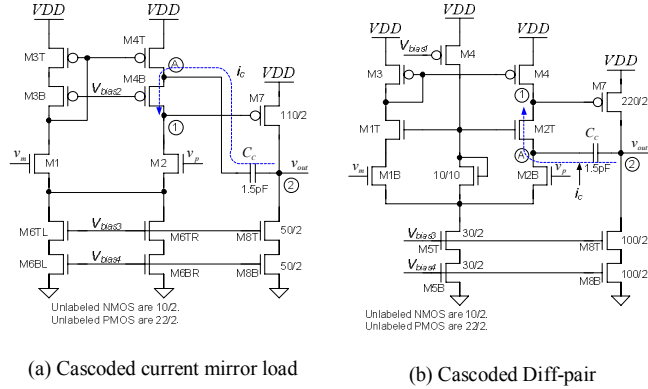 VDD
VDD
M3T
M4T
A
i_c
M3B
V_bias2
M4B
VDD
M7
1
110/2
v_m
M1
M2
v_p
C_C
1.5pF
v_out
2
V_bias3
M6TL
M6TR
M8T
50/2
V_bias4
M6BL
M6BR
M8B
50/2
Unlabeled NMOS are 10/2.
Unlabeled PMOS are 22/2.
(a) Cascoded current mirror load
VDD
VDD
VDD
V_bias1
M4
M3
M4
VDD
M7
1
220/2
M1T
M2T
A
C_C
v_out
v_m
M1B
10/10
M2B
v_p
1.5pF
2
i_c
V_bias3
30/2
M5T
M8T
100/2
V_bias4
30/2
M5B
M8B
100/2
Unlabeled NMOS are 10/2.
Unlabeled PMOS are 22/2.
(b) Cascoded Diff-pair